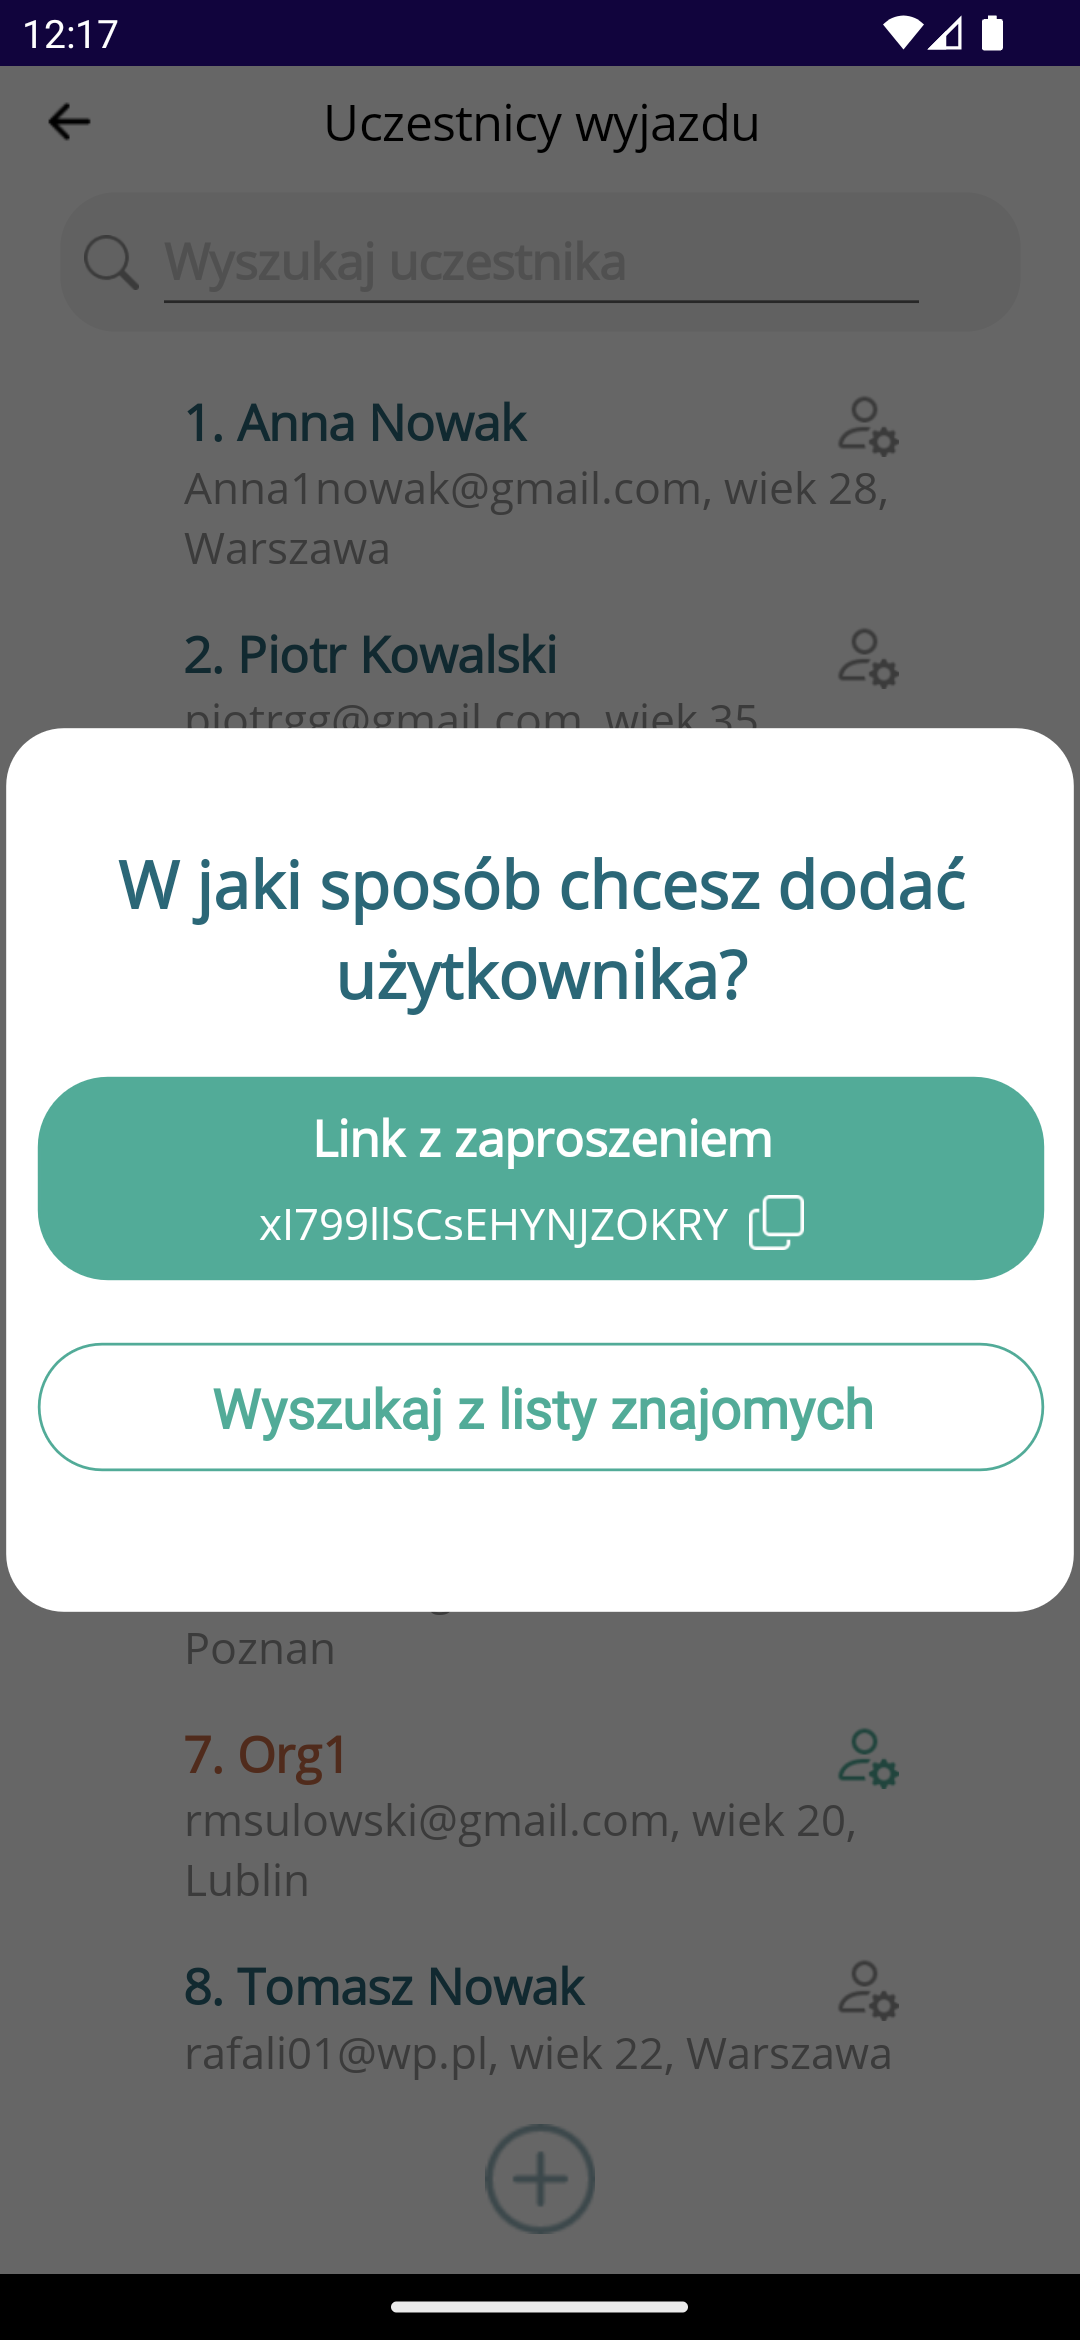 12:17
Uczestnicy wyjazdu
Wyszukaj uczestnika
1. Anna Nowak
Anna1nowak@gmail.com, wiek 28,
Warszawa
2. Piotr Kowalski
piotrgg@gmail.com, wiek 35
W jaki sposób chcesz dodać
użytkownika?
Link z zaproszeniem
xI799llSCsEHYNJZOKRY
Wyszukaj z listy znajomych
Poznan
7. Org1
rmsulowski@gmail.com, wiek 20,
Lublin
8. Tomasz Nowak
rafali01@wp.pl, wiek 22, Warszawa